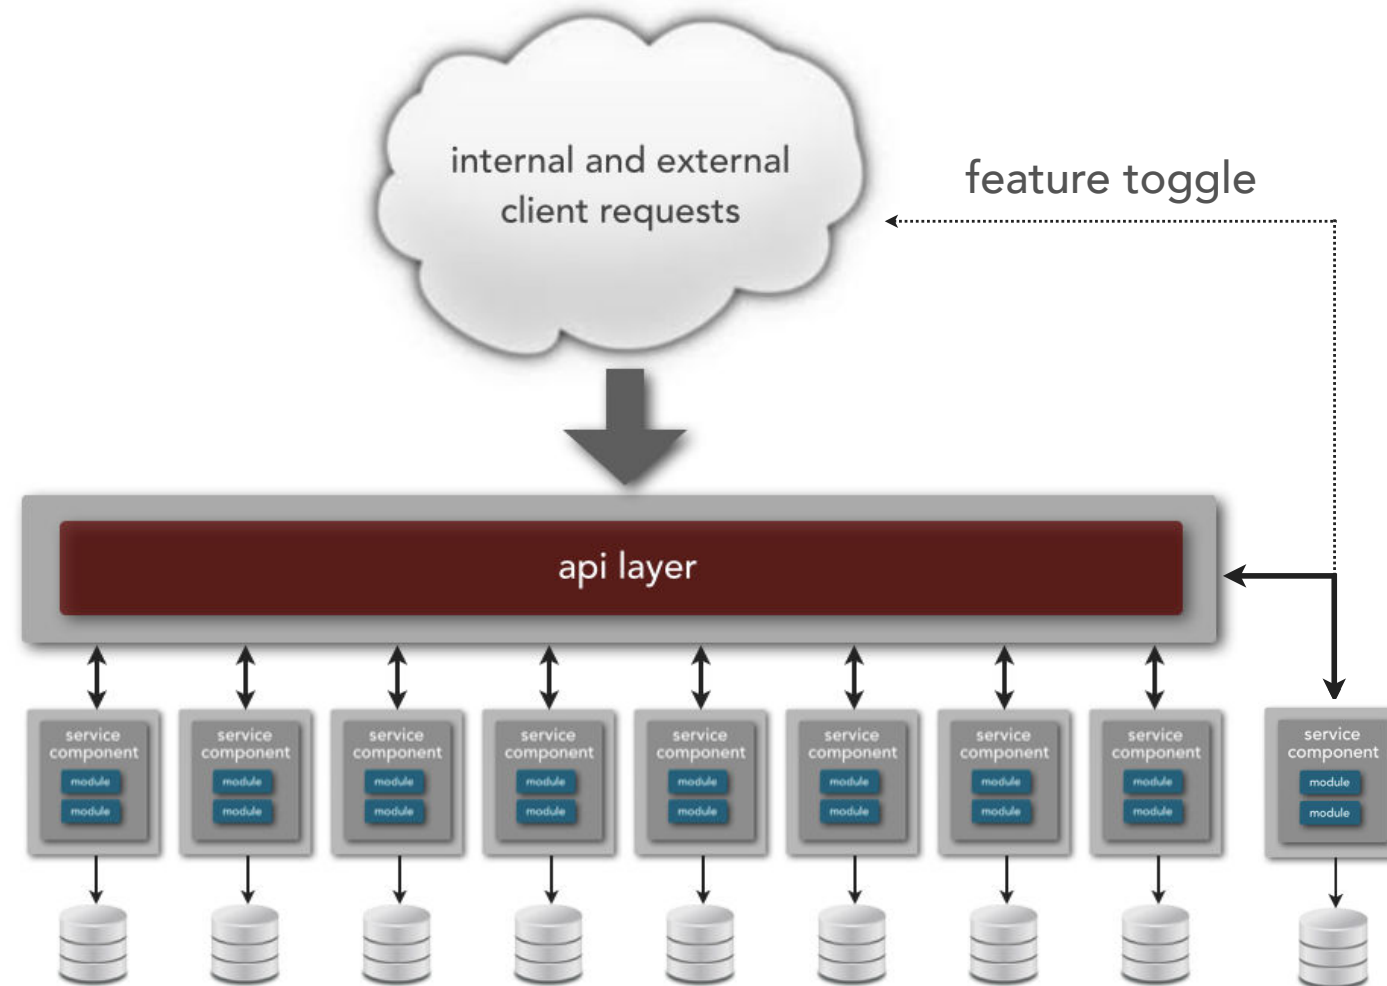 internal and external
client requests
feature toggle
api layer
service
component
module
module
service
component
module
module
service
component
module
module
service
component
module
module
service
component
module
module
service
component
module
module
service
component
module
module
service
component
module
module
service
component
module
module